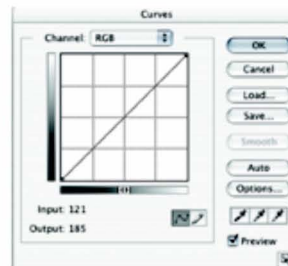 Curves
Channel: RGB
OK
Cancel
Load...
Save...
Smooth
Auto
Options...
Input: 121
Output: 185
Preview